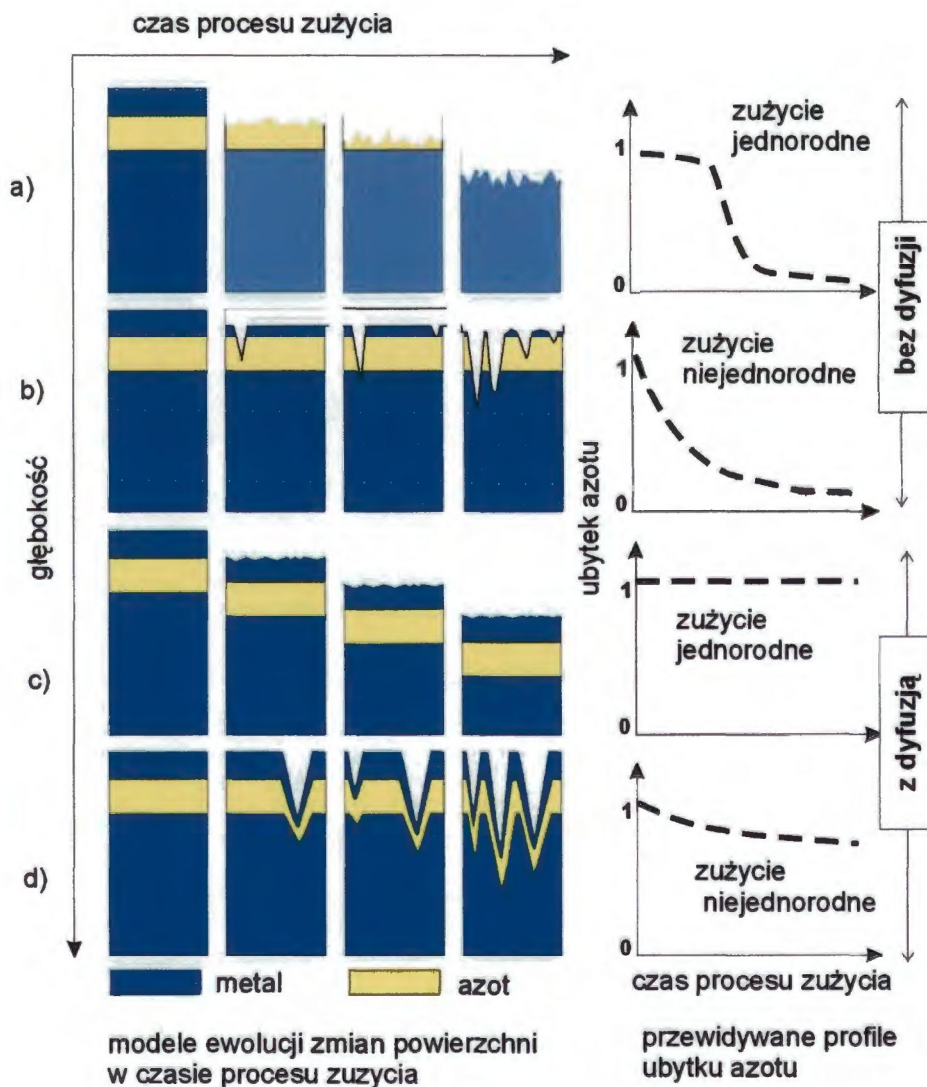 czas procesu zużycia
a)
b)
c)
d)
głębokość
1
0
zużycie
jednorodne
bez dyfuzji
1
0
zużycie
niejednorodne
ubytek azotu
1
0
zużycie
jednorodne
z dyfuzją
1
0
zużycie
niejednorodne
czas procesu zużycia
metal
azot
modele ewolucji zmian powierzchni
w czasie procesu zuzycia
przewidywane profile
ubytku azotu